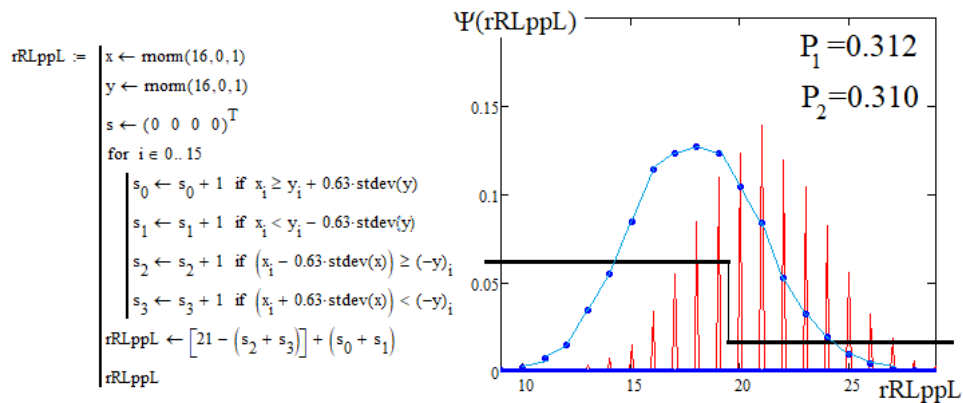 rRLppL := x ← rnorm(16,0,1)
y ← rnorm(16,0,1)
s ← (0 0 0 0)^T
for i ∈ 0..15
s_0 ← s_0 + 1 if x_i ≥ y_i + 0.63·stdev(y)
s_1 ← s_1 + 1 if x_i < y_i − 0.63·stdev(y)
s_2 ← s_2 + 1 if (x_i − 0.63·stdev(x)) ≥ (−y)_i
s_3 ← s_3 + 1 if (x_i + 0.63·stdev(x)) < (−y)_i
rRLppL ← [21 − (s_2 + s_3)] + (s_0 + s_1)
rRLppL
Ψ(rRLppL)
P_1=0.312
P_2=0.310
0.15
0.1
0.05
0
10 15 20 25
rRLppL